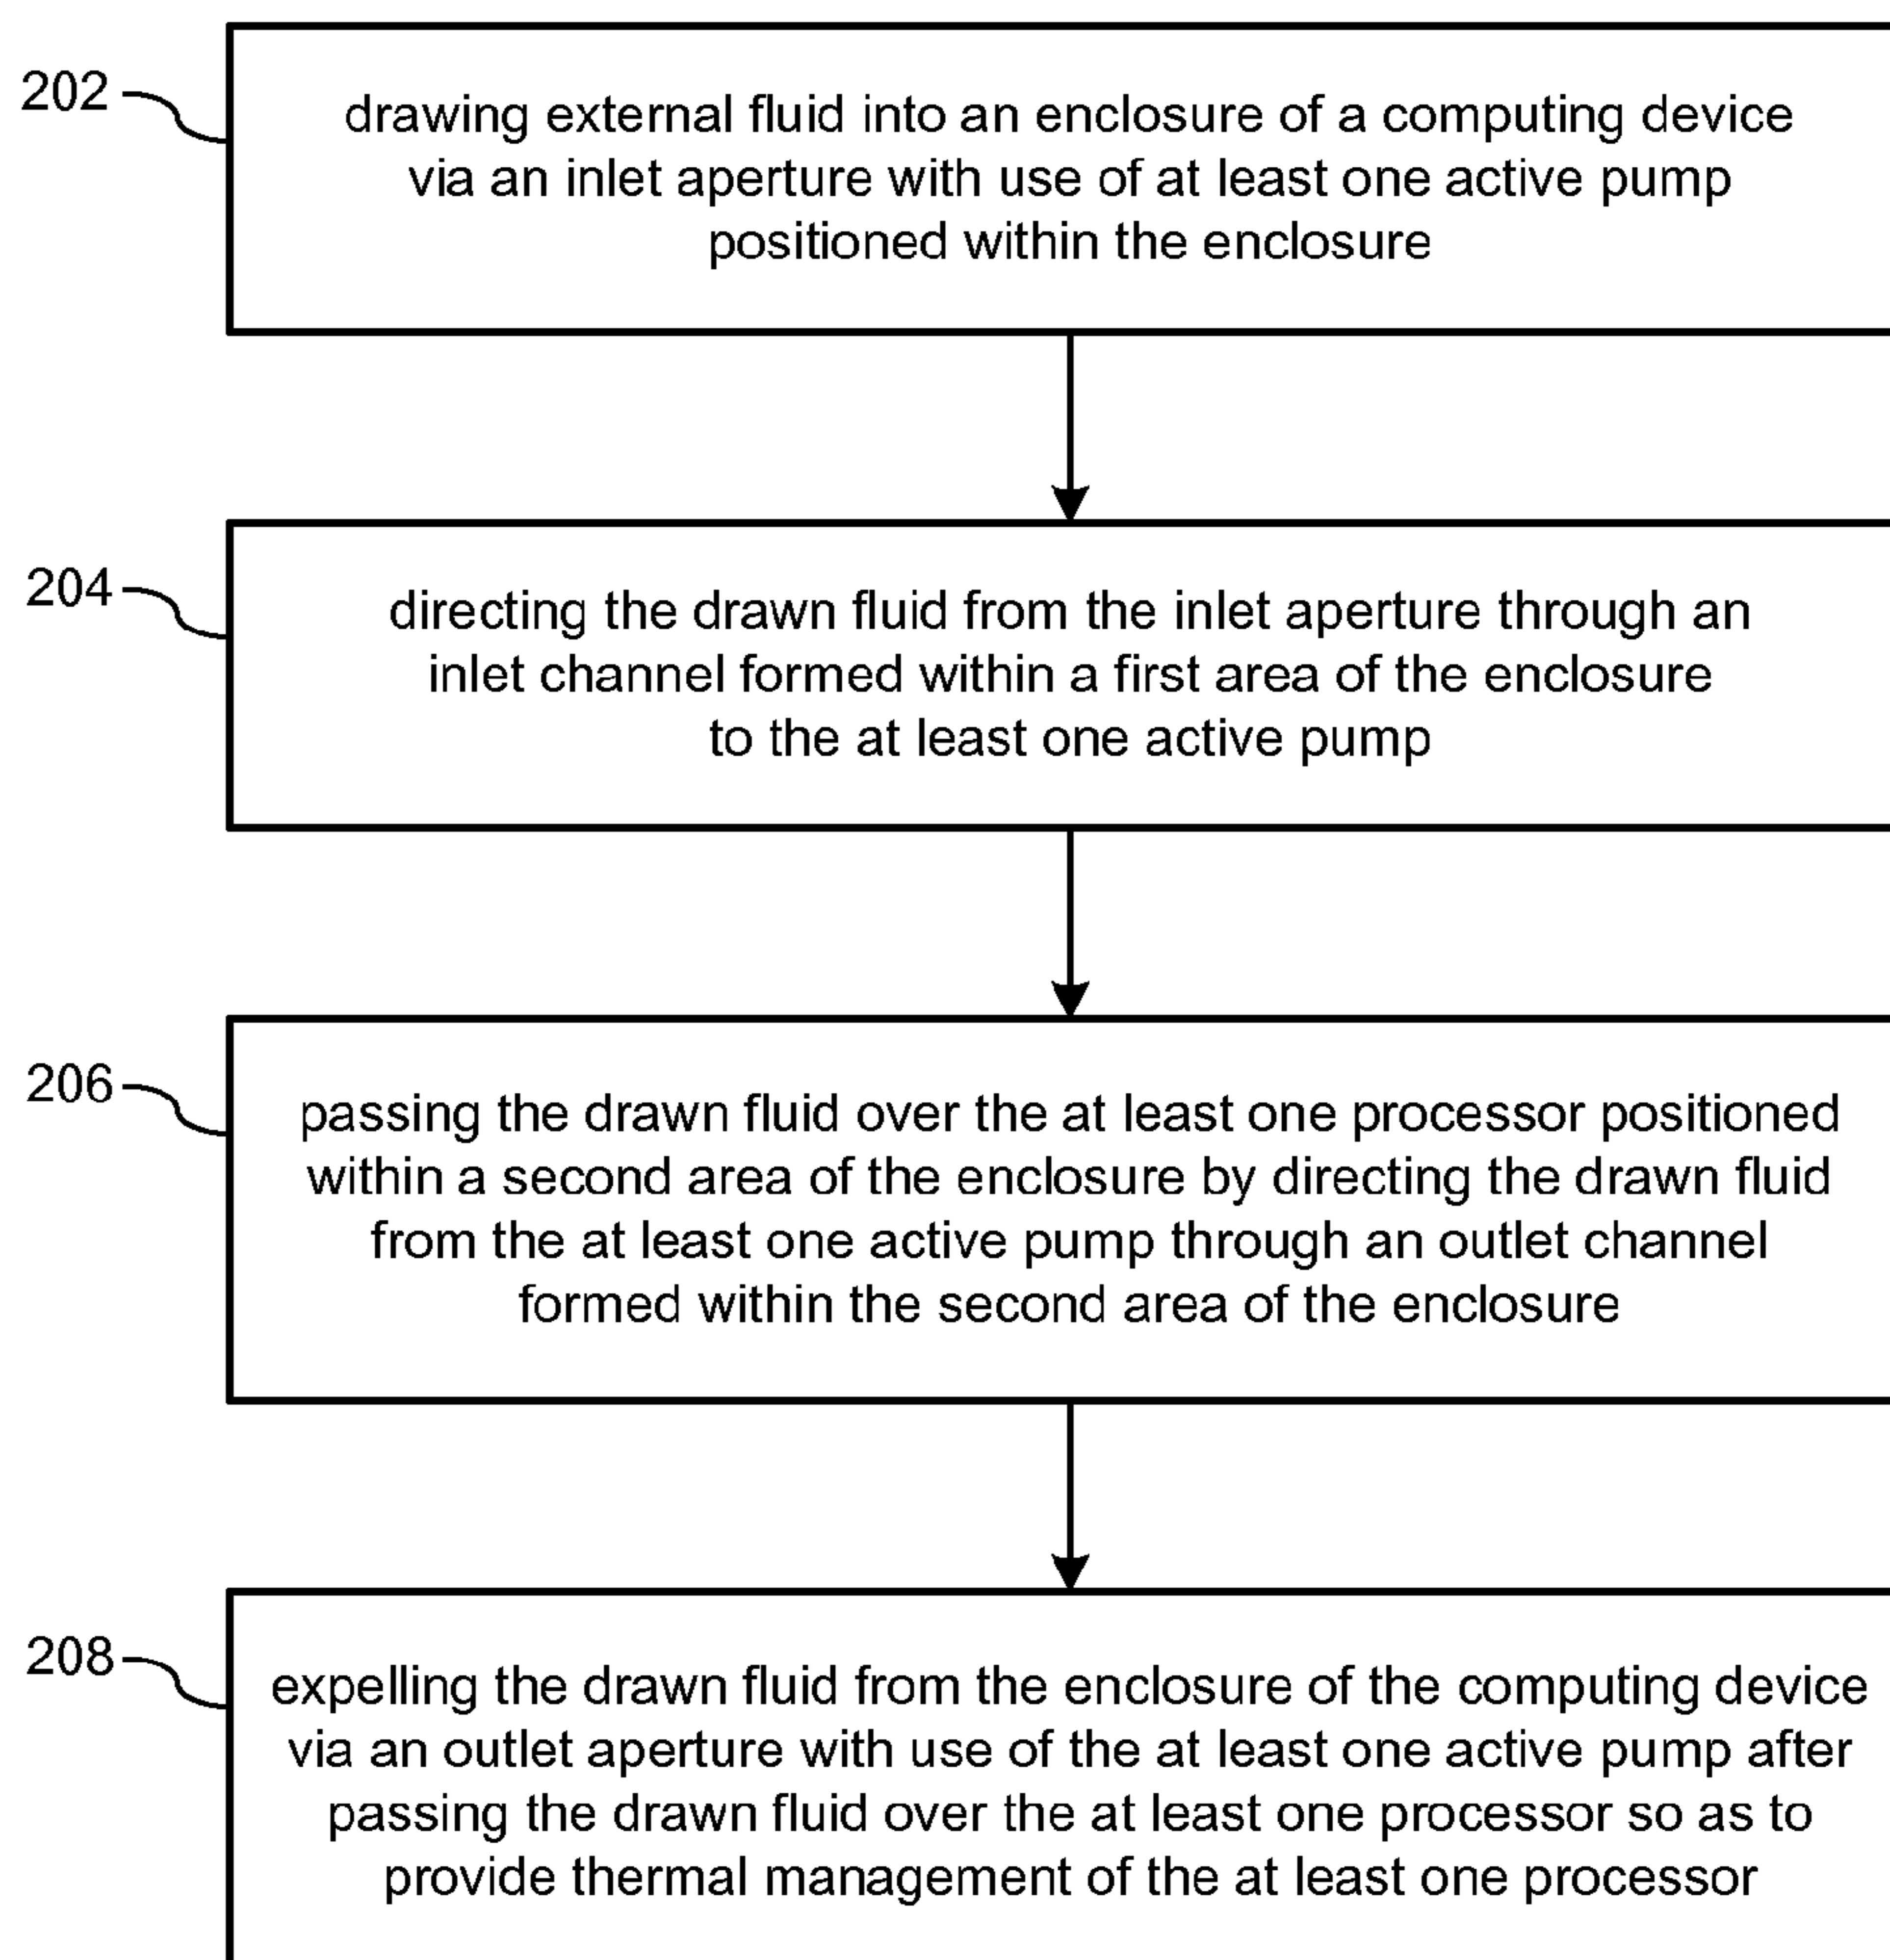 202
drawing external fluid into an enclosure of a computing device
via an inlet aperture with use of at least one active pump
positioned within the enclosure
204
directing the drawn fluid from the inlet aperture through an
inlet channel formed within a first area of the enclosure
to the at least one active pump
206
passing the drawn fluid over the at least one processor positioned
within a second area of the enclosure by directing the drawn fluid
from the at least one active pump through an outlet channel
formed within the second area of the enclosure
208
expelling the drawn fluid from the enclosure of the computing device
via an outlet aperture with use of the at least one active pump after
passing the drawn fluid over the at least one processor so as to
provide thermal management of the at least one processor